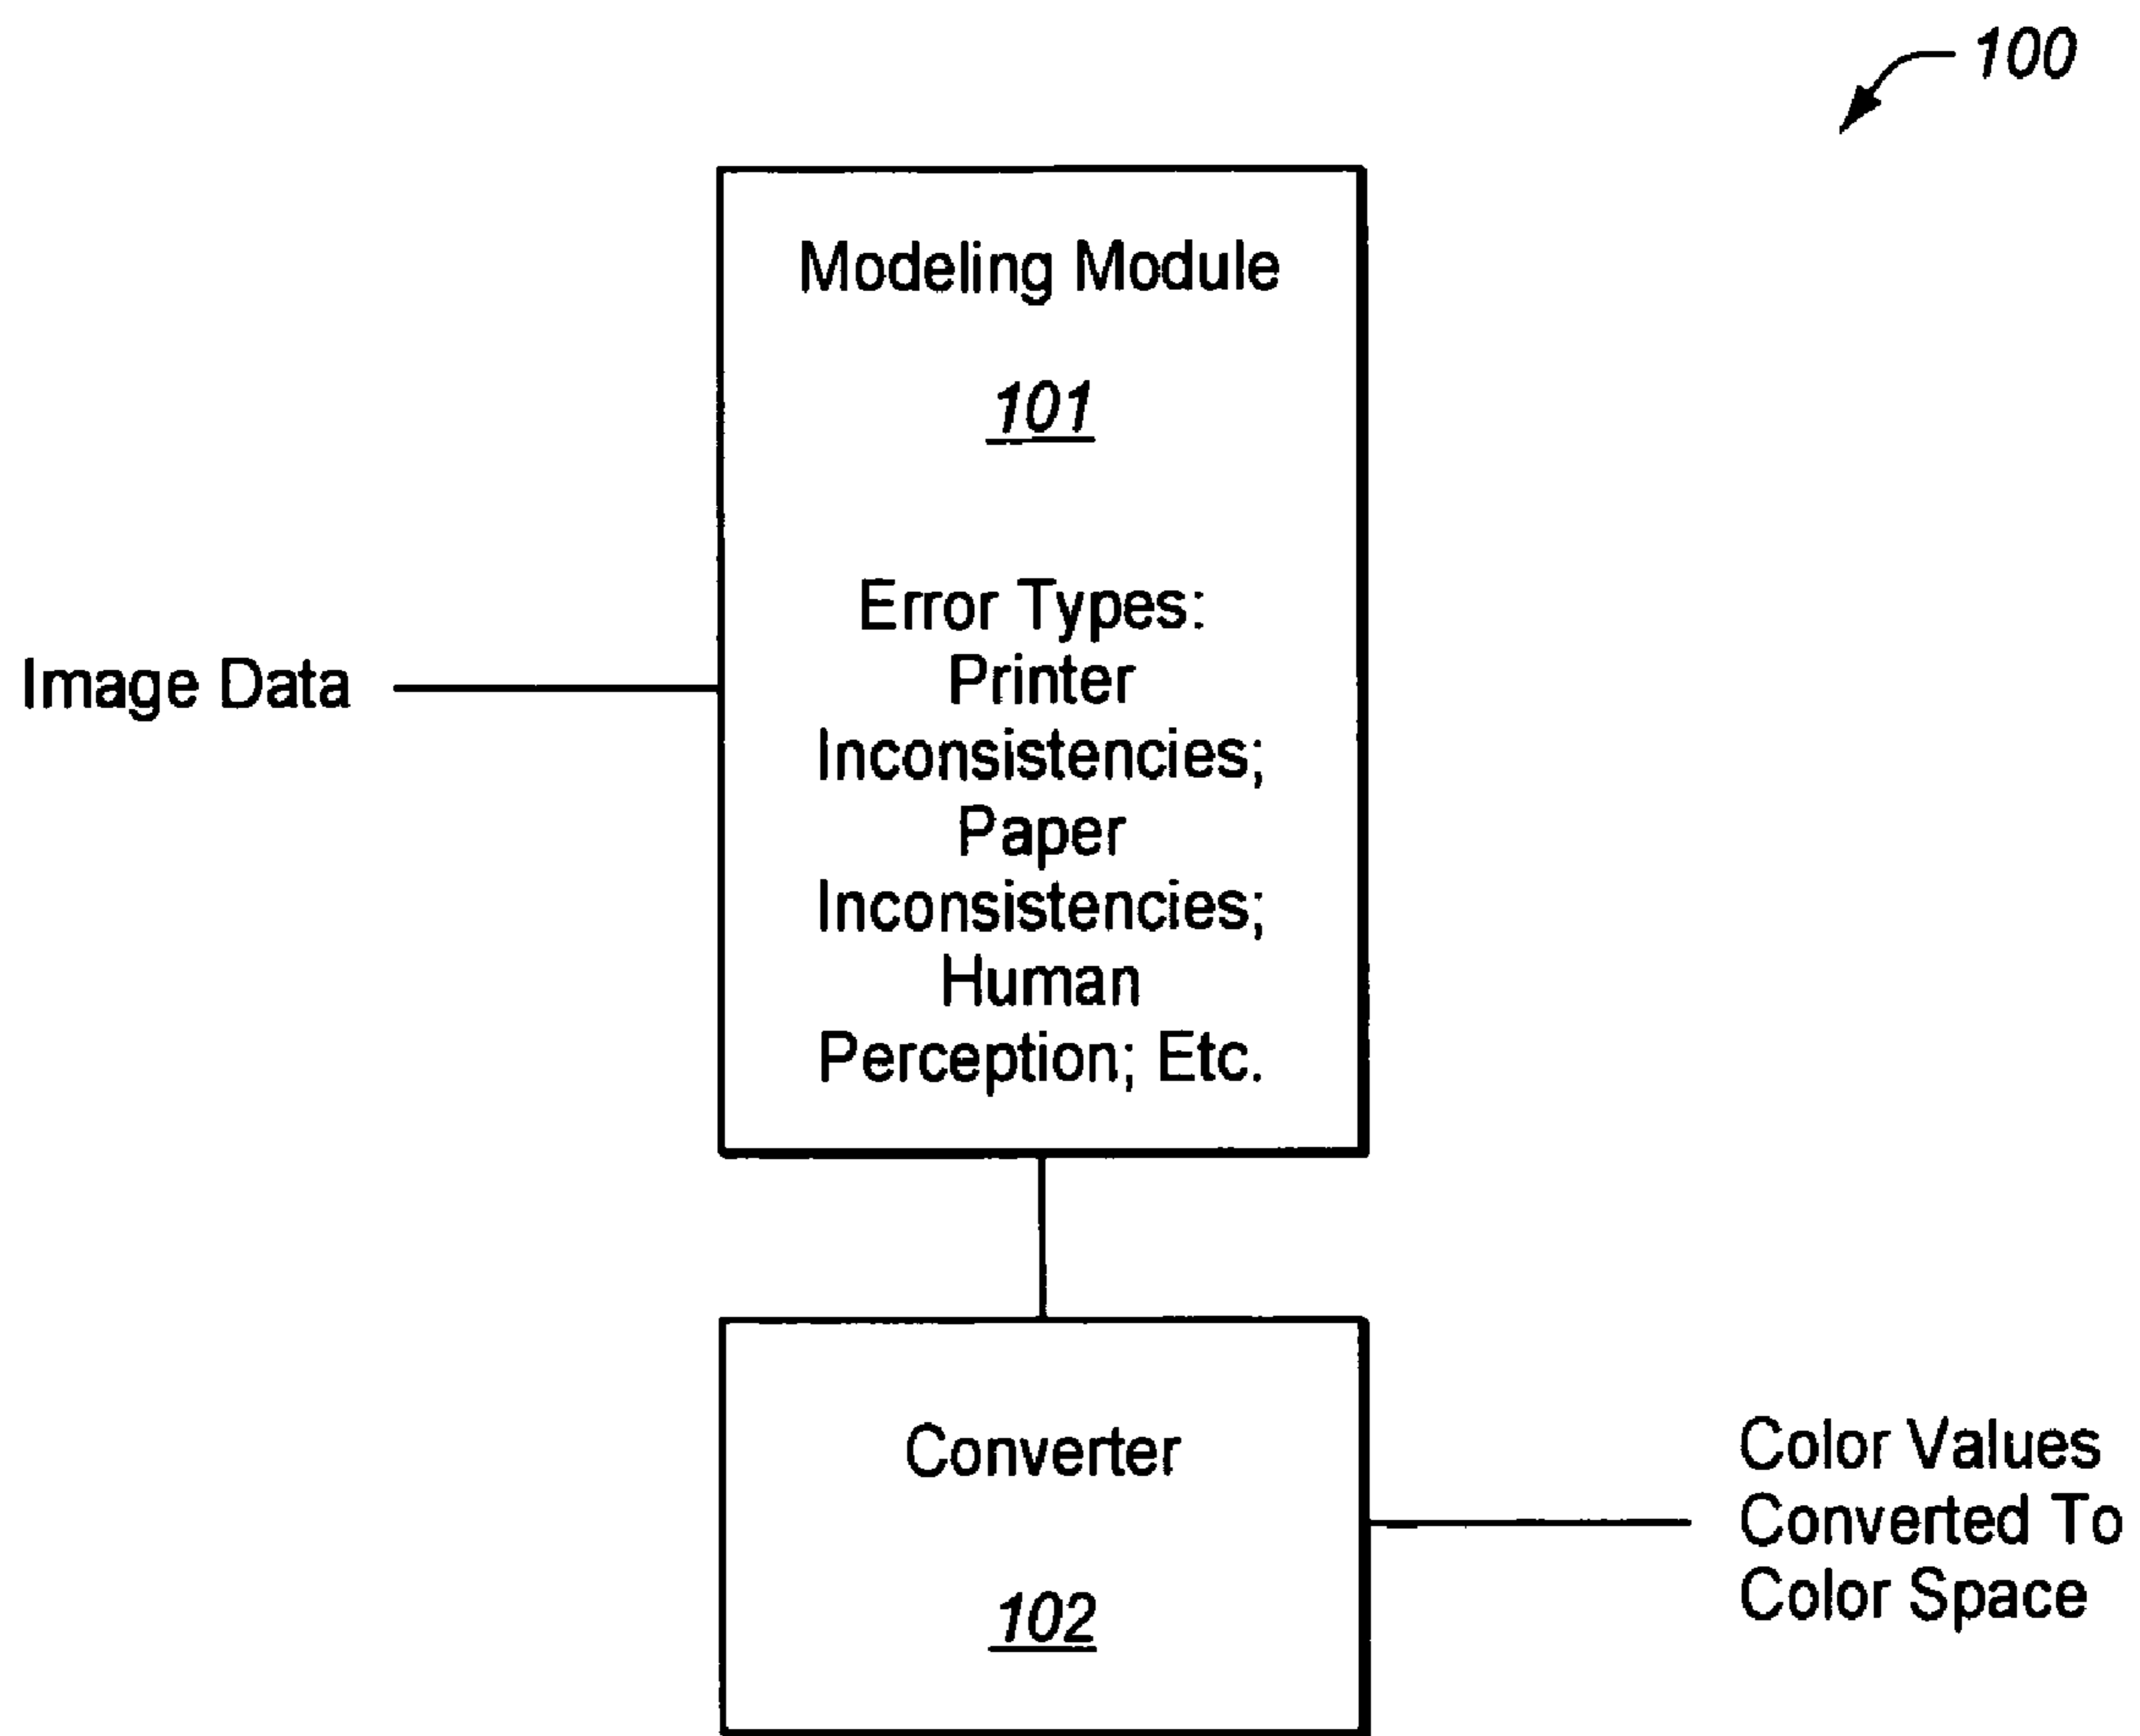 100
Modeling Module
101
Error Types:
Printer
Inconsistencies;
Paper
Inconsistencies;
Human
Perception; Etc.
Image Data
Converter
102
Color Values
Converted To
Color Space